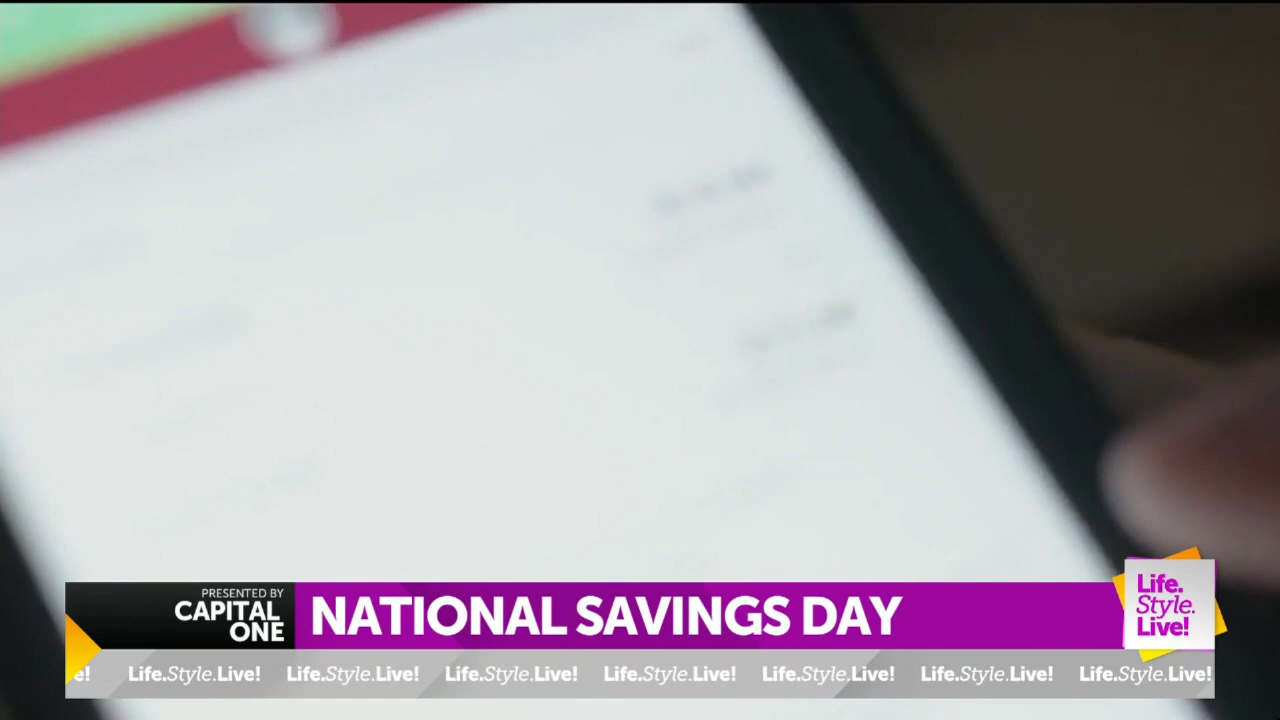 PRESENTED BY
CAPITAL
ONE
NATIONAL SAVINGS DAY
Life.
Style.
Live!
e! Life.Style.Live! Life.Style.Live! Life.Style.Live! Life.Style.Live! Life.Style.Live! Life.Style.Live! Life.Style.Live!